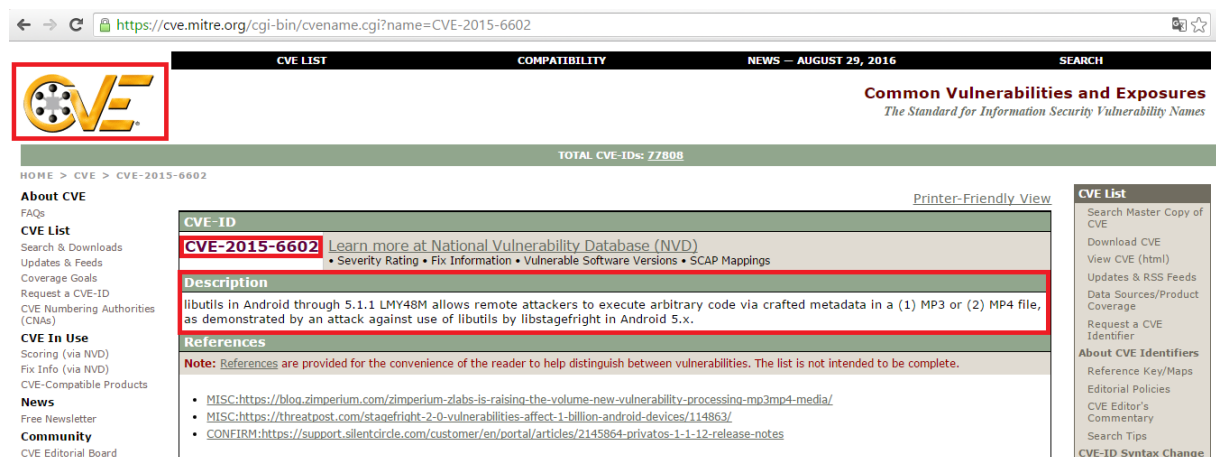 https://cve.mitre.org/cgi-bin/cvename.cgi?name=CVE-2015-6602
CVE LIST COMPATIBILITY NEWS — AUGUST 29, 2016 SEARCH
CVE
Common Vulnerabilities and Exposures
The Standard for Information Security Vulnerability Names
TOTAL CVE-IDs: 77808
HOME > CVE > CVE-2015-6602
About CVE
FAQs
CVE List
Search & Downloads
Updates & Feeds
Coverage Goals
Request a CVE-ID
CVE Numbering Authorities
(CNAs)
CVE In Use
Scoring (via NVD)
Fix Info (via NVD)
CVE-Compatible Products
News
Free Newsletter
Community
CVE Editorial Board
Printer-Friendly View
CVE-ID
CVE-2015-6602 Learn more at National Vulnerability Database (NVD)
• Severity Rating • Fix Information • Vulnerable Software Versions • SCAP Mappings
Description
libutils in Android through 5.1.1 LMY48M allows remote attackers to execute arbitrary code via crafted metadata in a (1) MP3 or (2) MP4 file,
as demonstrated by an attack against use of libutils by libstagefright in Android 5.x.
References
Note: References are provided for the convenience of the reader to help distinguish between vulnerabilities. The list is not intended to be complete.
• MISC:https://blog.zimperium.com/zimperium-zlabs-is-raising-the-volume-new-vulnerability-processing-mp3mp4-media/
• MISC:https://threatpost.com/stagefright-2-0-vulnerabilities-affect-1-billion-android-devices/114863/
• CONFIRM:https://support.silentcircle.com/customer/en/portal/articles/2145864-privatos-1-1-12-release-notes
CVE List
Search Master Copy of
CVE
Download CVE
View CVE (html)
Updates & RSS Feeds
Data Sources/Product
Coverage
Request a CVE
Identifier
About CVE Identifiers
Reference Key/Maps
Editorial Policies
CVE Editor's
Commentary
Search Tips
CVE-ID Syntax Change